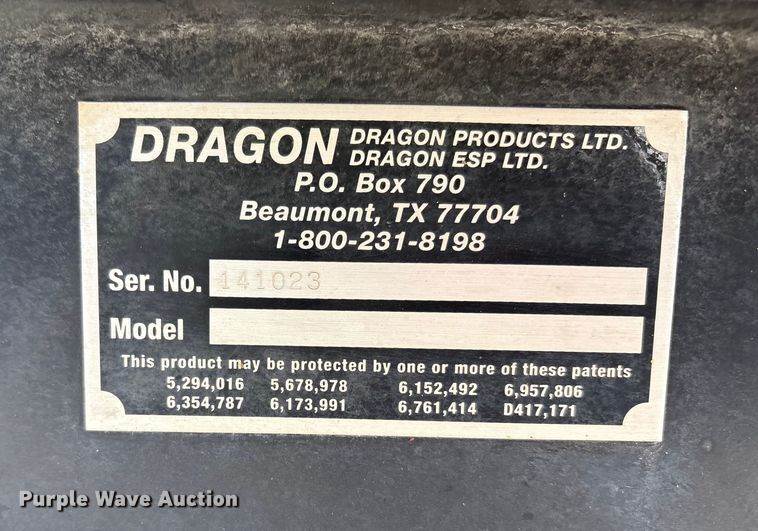 DRAGON DRAGON PRODUCTS LTD.
DRAGON ESP LTD.
P.O. Box 790
Beaumont, TX 77704
1-800-231-8198
Ser. No. 141023
Model
This product may be protected by one or more of these patents
5,294,016 5,678,978 6,152,492 6,957,806
6,354,787 6,173,991 6,761,414 D417,171
Purple Wave Auction